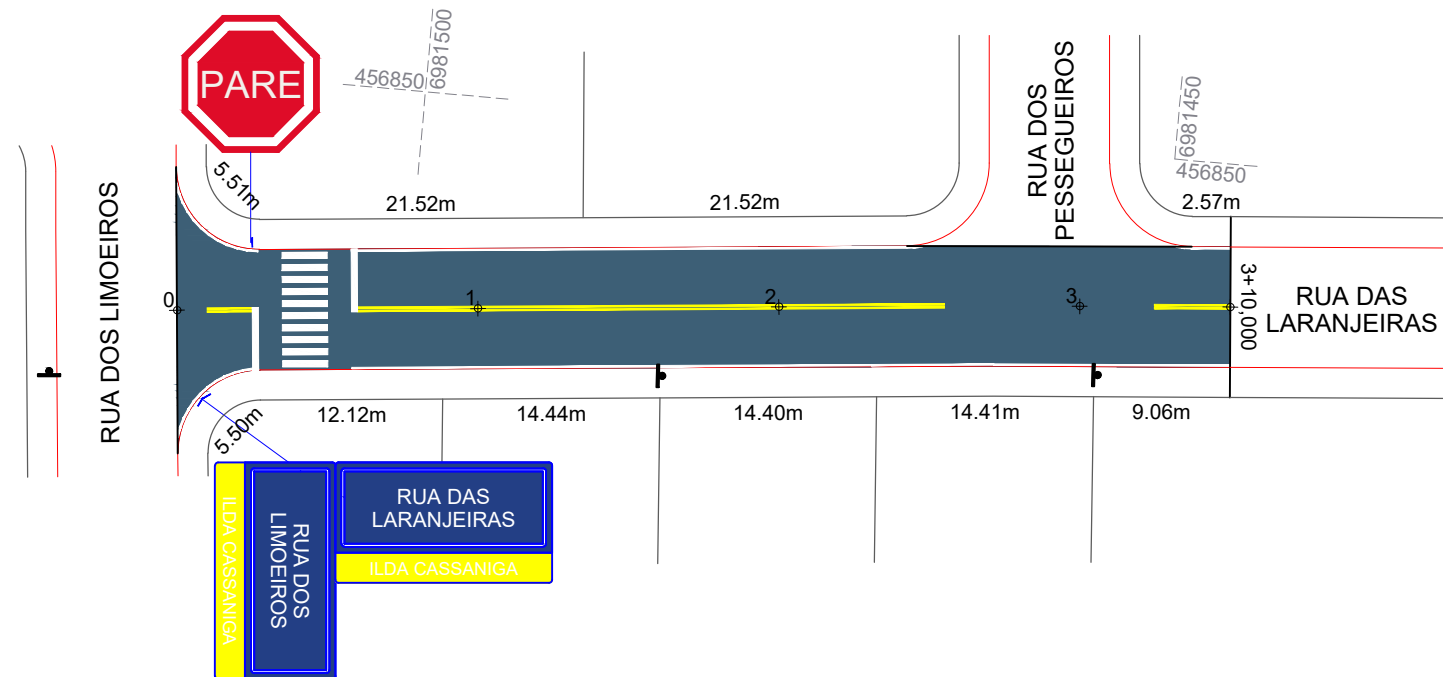 PARE
456850
6981500
RUA DOS
PESSEGUEIROS
6981450
456850
5.51m
21.52m
21.52m
2.57m
RUA DOS LIMOEIROS
0
1
2
3
3+10,000
RUA DAS
LARANJEIRAS
5.50m
12.12m
14.44m
14.40m
14.41m
9.06m
ILDA CASSANIGA
RUA DOS
LIMOEIROS
RUA DAS
LARANJEIRAS
ILDA CASSANIGA